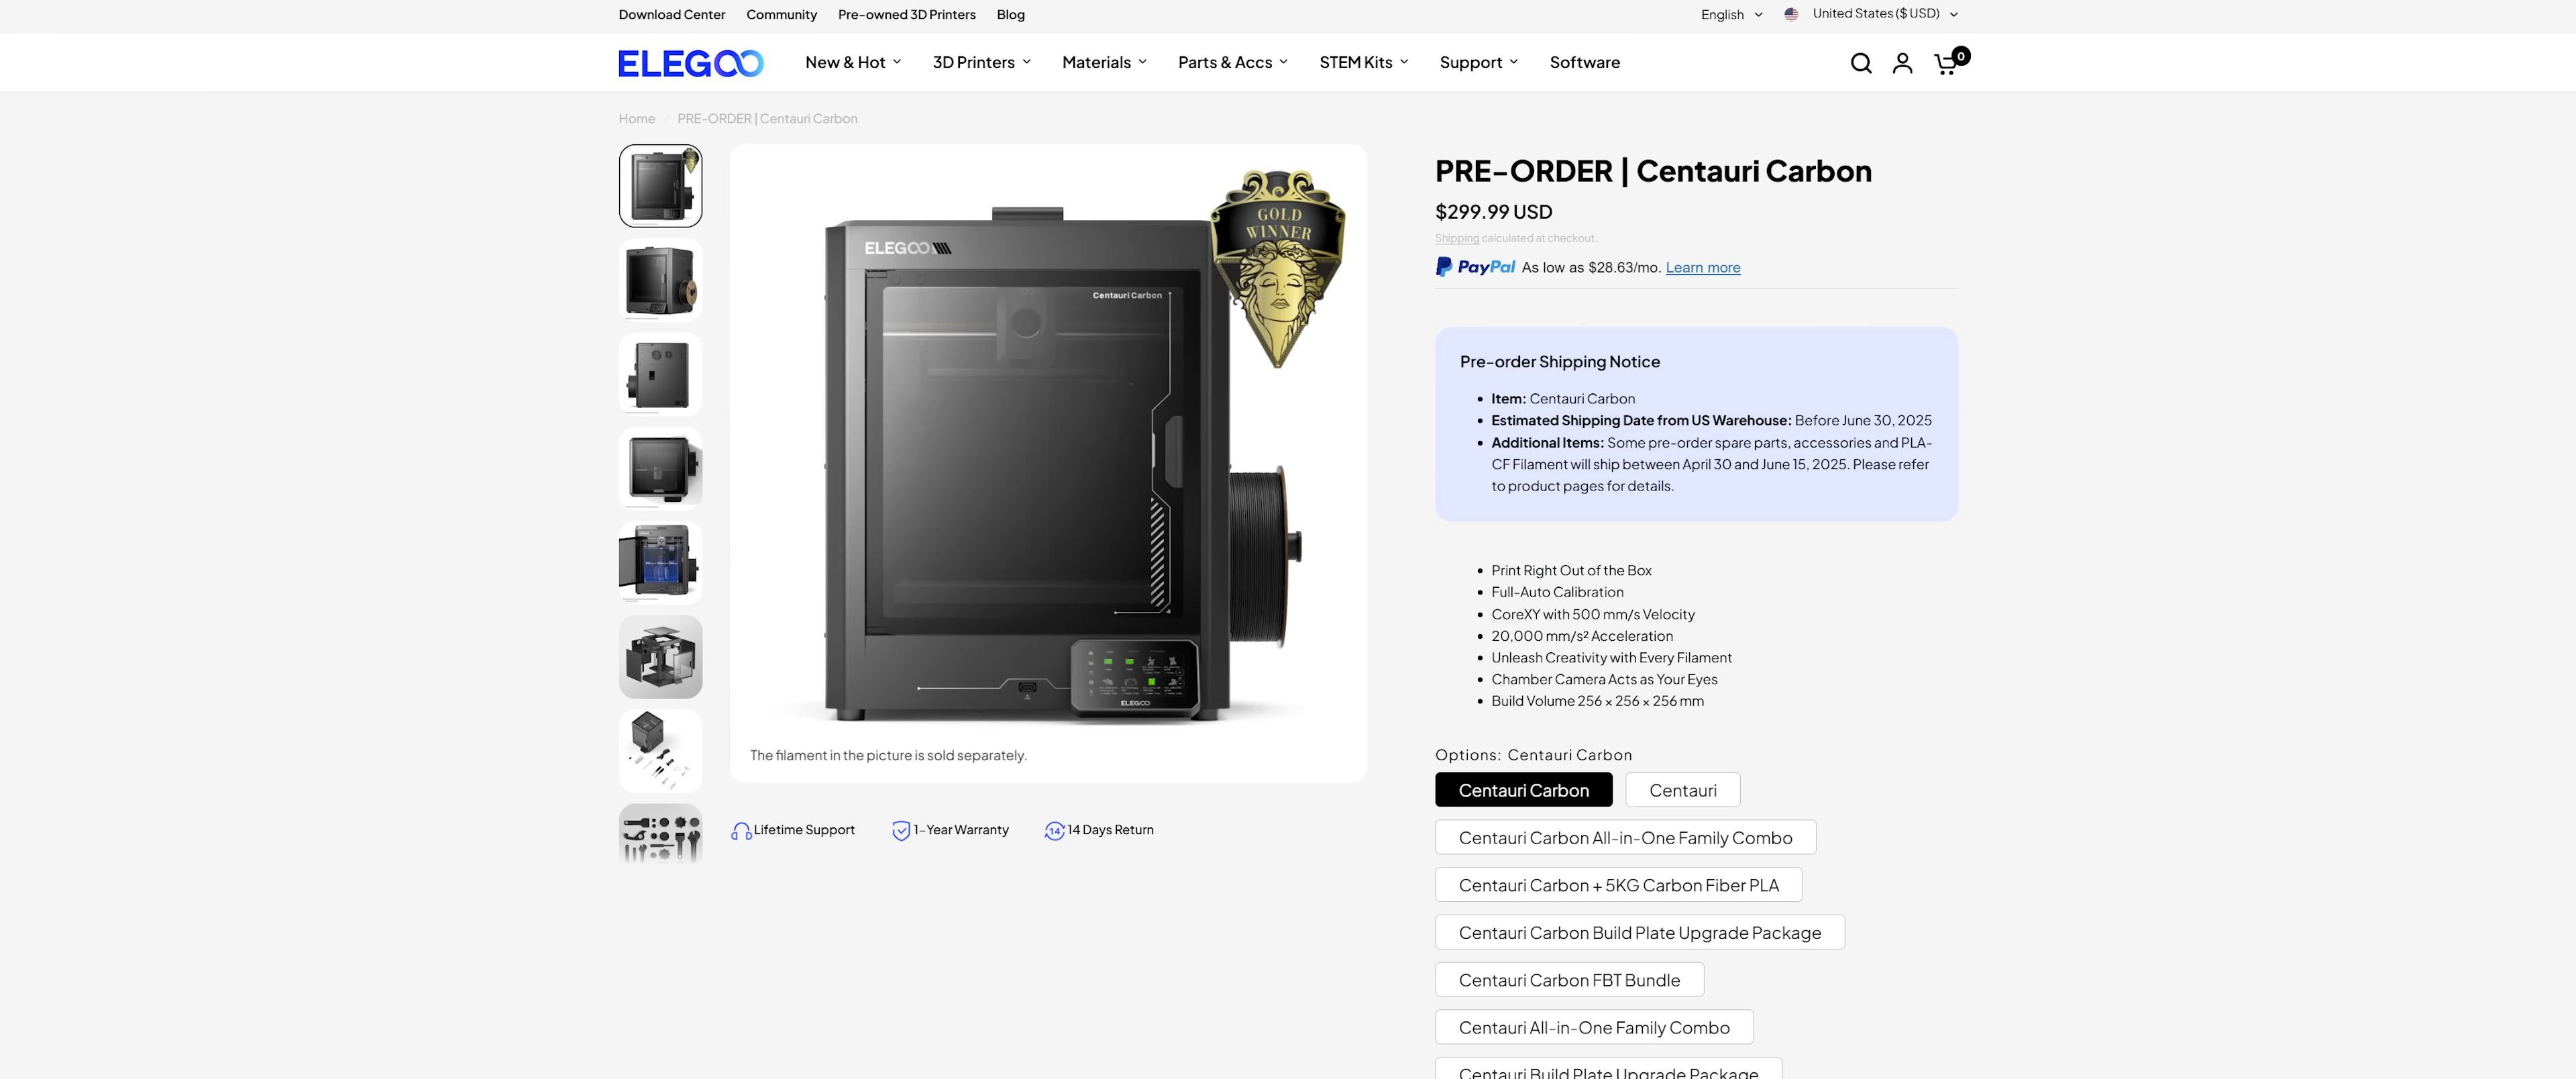 Download Center Community Pre-owned 3D Printers Blog English United States ($ USD)
ELEGOO New & Hot 3D Printers Materials Parts & Accs STEM Kits Support Software 0
Home / PRE-ORDER | Centauri Carbon
GOLD
WINNER
ELEGOO
Centauri Carbon
ELEGOO
The filament in the picture is sold separately.
Lifetime Support 1-Year Warranty 14 14 Days Return
PRE-ORDER | Centauri Carbon
$299.99 USD
Shipping calculated at checkout.
PayPal As low as $28.63/mo. Learn more
Pre-order Shipping Notice
• Item: Centauri Carbon
• Estimated Shipping Date from US Warehouse: Before June 30, 2025
• Additional Items: Some pre-order spare parts, accessories and PLA-
CF Filament will ship between April 30 and June 15, 2025. Please refer
to product pages for details.
• Print Right Out of the Box
• Full-Auto Calibration
• CoreXY with 500 mm/s Velocity
• 20,000 mm/s² Acceleration
• Unleash Creativity with Every Filament
• Chamber Camera Acts as Your Eyes
• Build Volume 256 × 256 × 256 mm
Options: Centauri Carbon
Centauri Carbon Centauri
Centauri Carbon All-in-One Family Combo
Centauri Carbon + 5KG Carbon Fiber PLA
Centauri Carbon Build Plate Upgrade Package
Centauri Carbon FBT Bundle
Centauri All-in-One Family Combo
Centauri Build Plate Upgrade Package